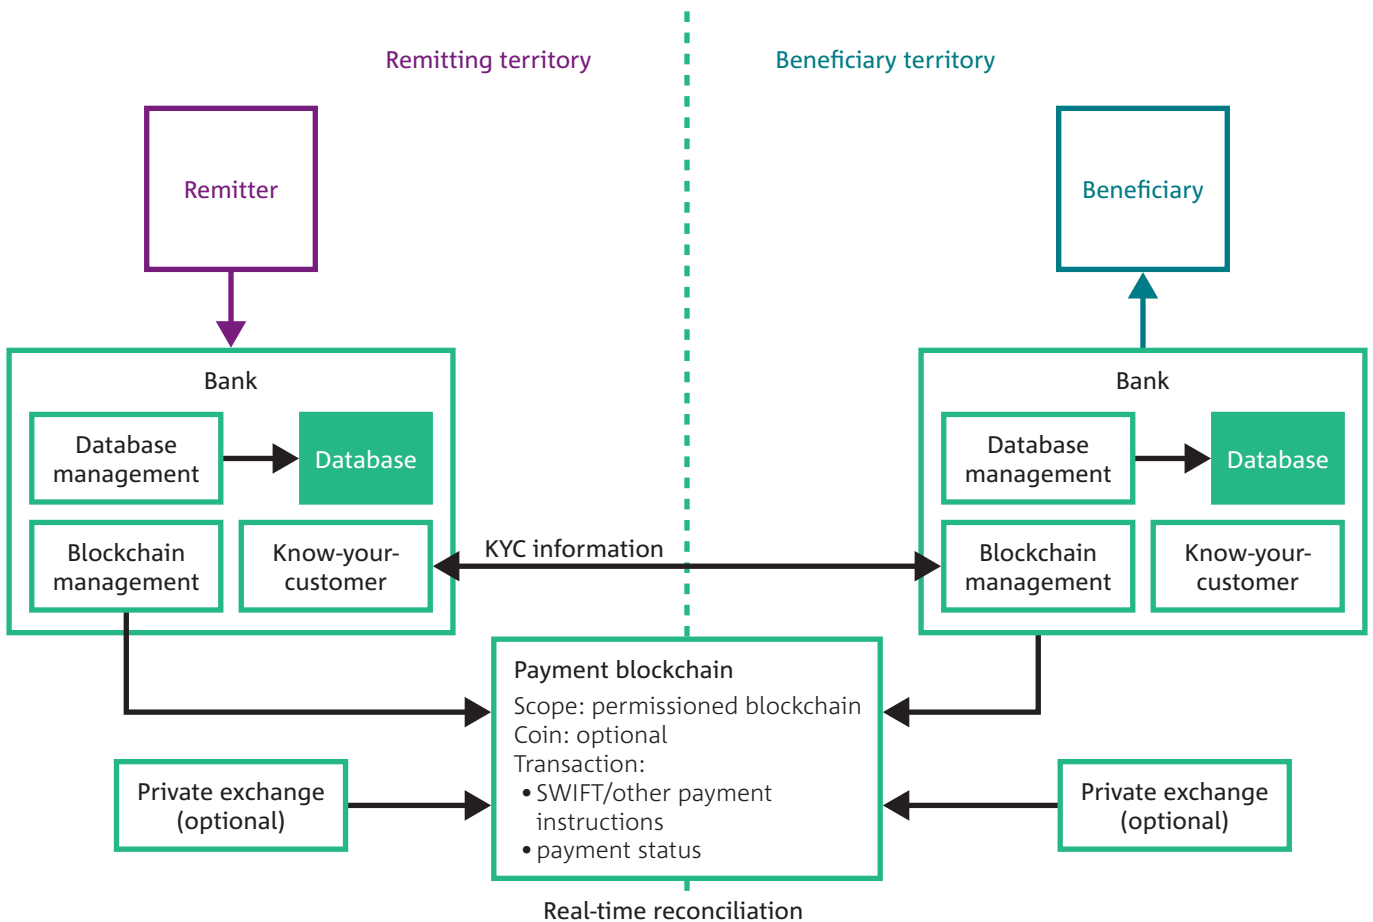 Remitting territory
Beneficiary territory
Remitter
Beneficiary
Bank
Database
management
Database
Blockchain
management
Know-your-
customer
KYC information
Bank
Database
management
Database
Blockchain
management
Know-your-
customer
Payment blockchain
Scope: permissioned blockchain
Coin: optional
Transaction:
• SWIFT/other payment
instructions
• payment status
Private exchange
(optional)
Private exchange
(optional)
Real-time reconciliation